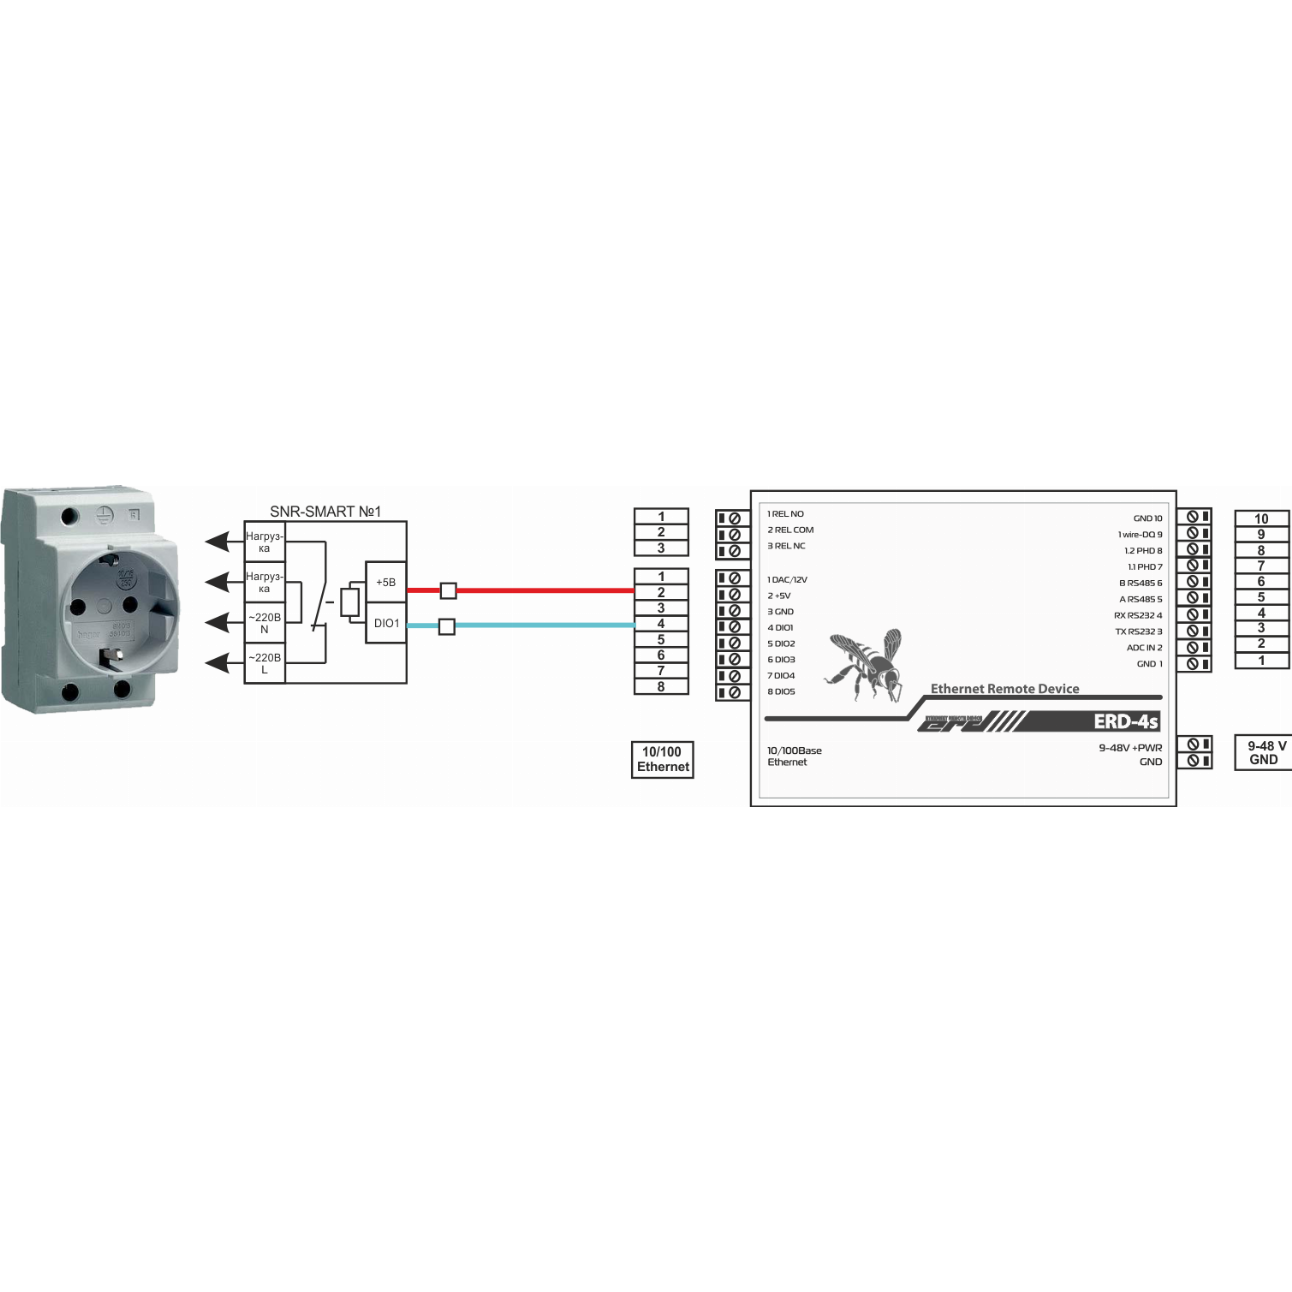 SNR-SMART №1
Нагруз-
ка
Нагруз-
ка
~220В
N
~220В
L
+5В
DIO1
1
2
3
1
2
3
4
5
6
7
8
10/100
Ethernet
1 REL NO
2 REL COM
3 REL NC
1 DAC/12V
2 +5V
3 GND
4 DIO1
5 DIO2
6 DIO3
7 DIO4
8 DIO5
10/100Base
Ethernet
GND 10
1 wire-DQ 9
1.2 PHD 8
1.1 PHD 7
B RS485 6
A RS485 5
RX RS232 4
TX RS232 3
ADC IN 2
GND 1
Ethernet Remote Device
erd
ERD-4s
9-48V +PWR
GND
10
9
8
7
6
5
4
3
2
1
9-48 V
GND